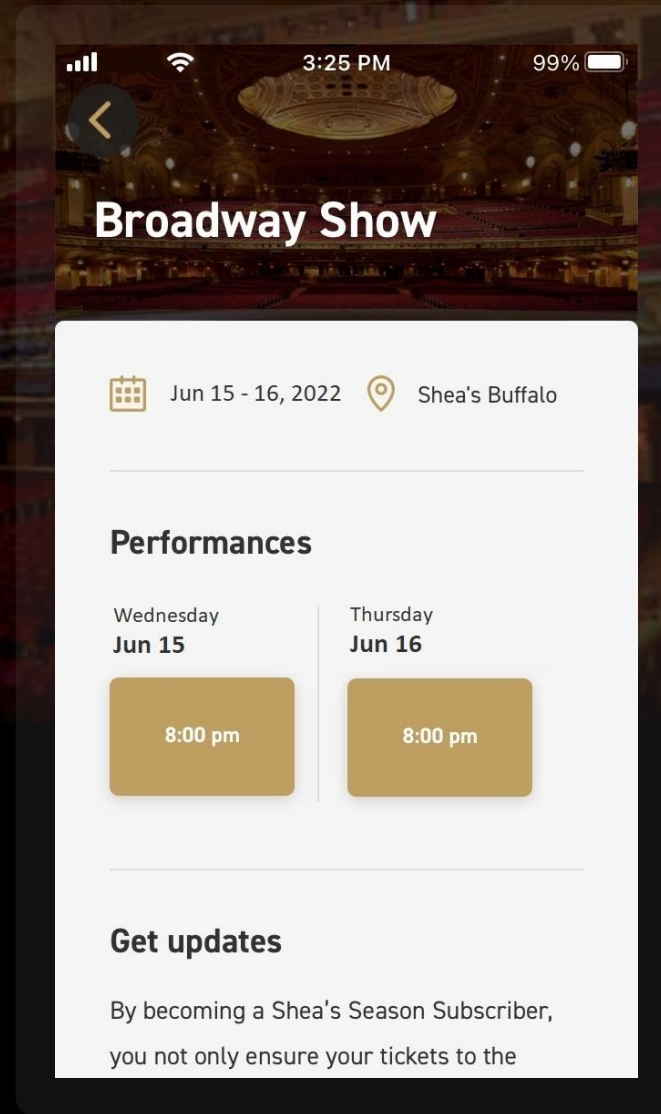 3:25 PM 99%
Broadway Show
Jun 15 - 16, 2022 Shea's Buffalo
Performances
Wednesday Thursday
Jun 15 Jun 16
8:00 pm 8:00 pm
Get updates
By becoming a Shea’s Season Subscriber,
you not only ensure your tickets to the